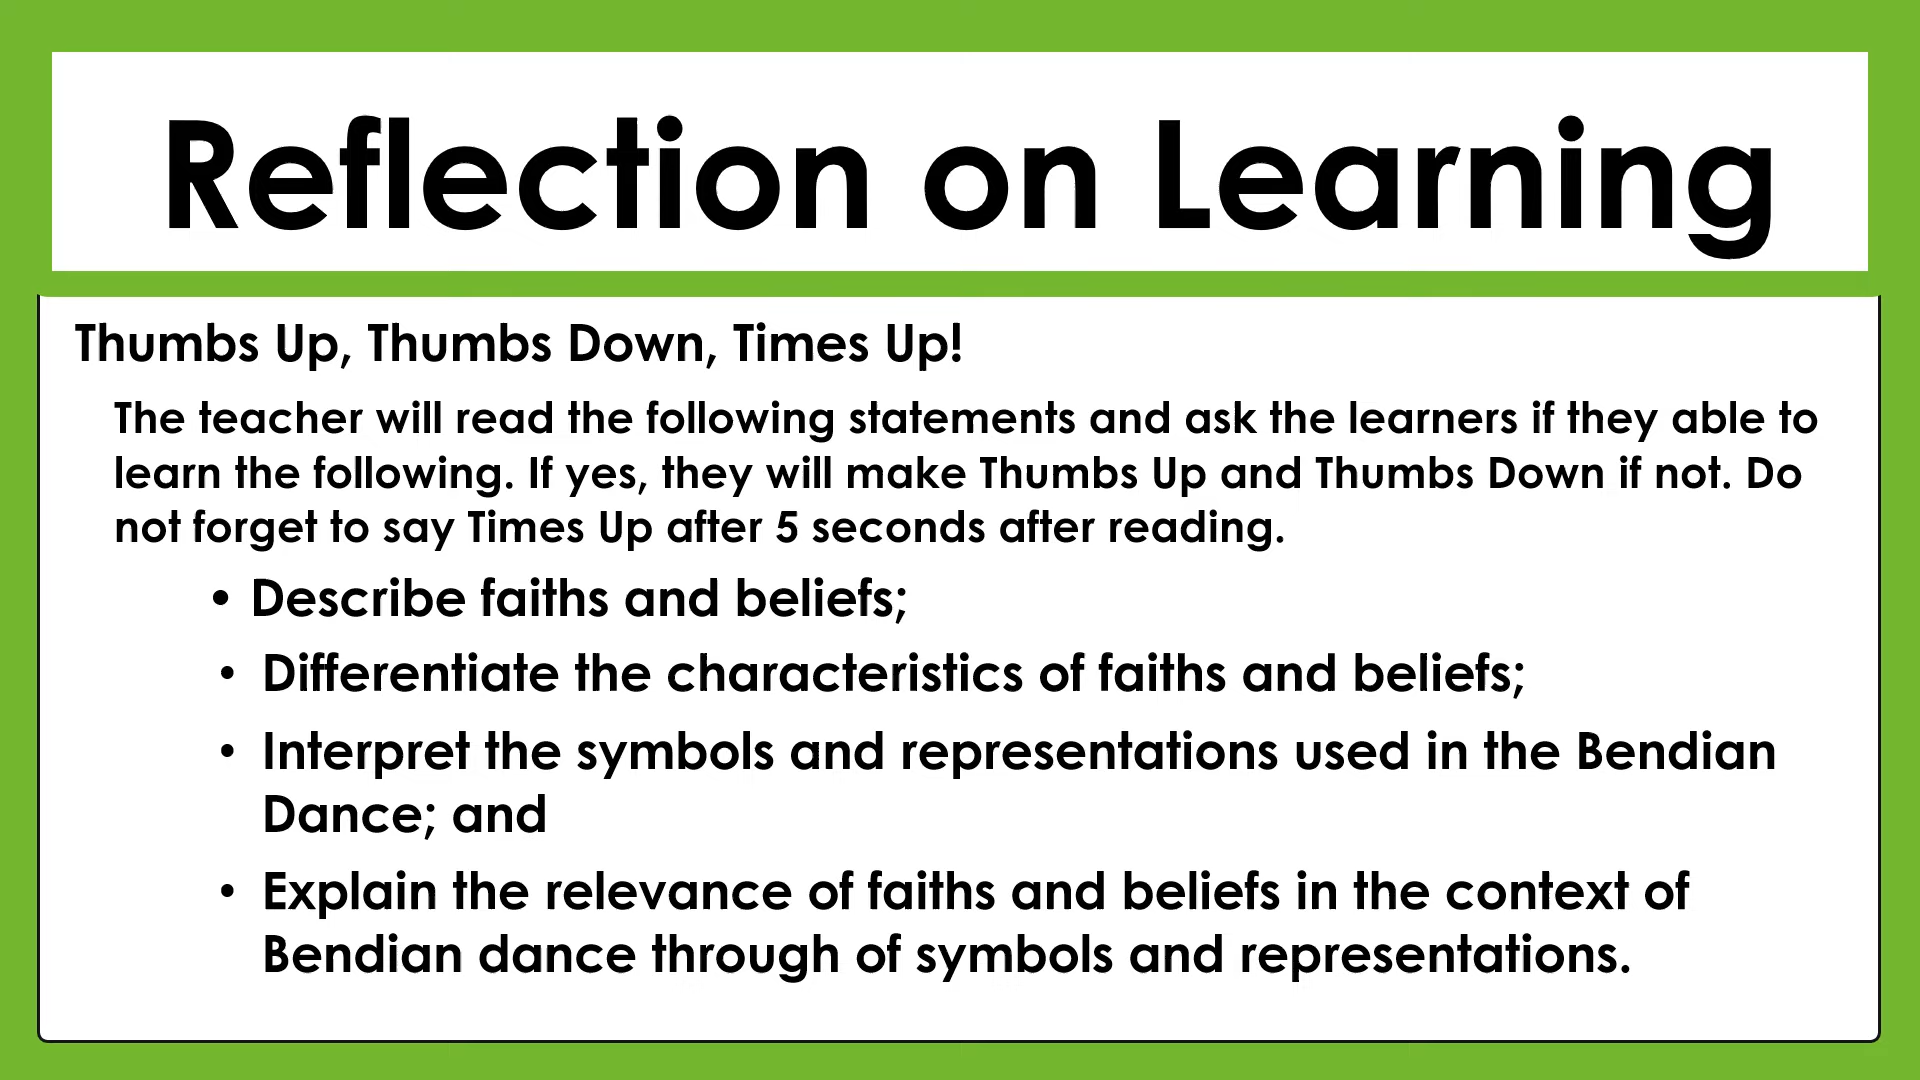 Reflection on Learning
Thumbs Up, Thumbs Down, Times Up!
The teacher will read the following statements and ask the learners if they able to
learn the following. If yes, they will make Thumbs Up and Thumbs Down if not. Do
not forget to say Times Up after 5 seconds after reading.
• Describe faiths and beliefs;
• Differentiate the characteristics of faiths and beliefs;
• Interpret the symbols and representations used in the Bendian
Dance; and
• Explain the relevance of faiths and beliefs in the context of
Bendian dance through of symbols and representations.